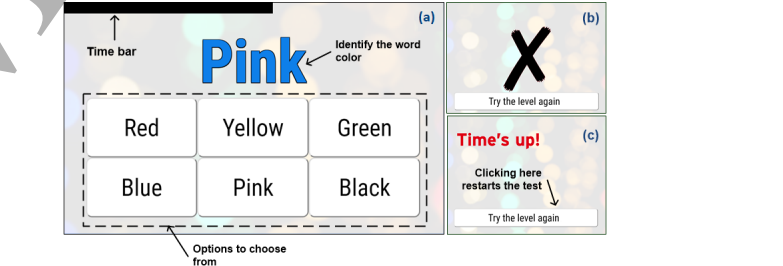 (a)
Time bar
Pink
Identify the word
color
Red
Yellow
Green
Blue
Pink
Black
Options to choose
from
(b)
X
Try the level again
(c)
Time's up!
Clicking here
restarts the test
Try the level again